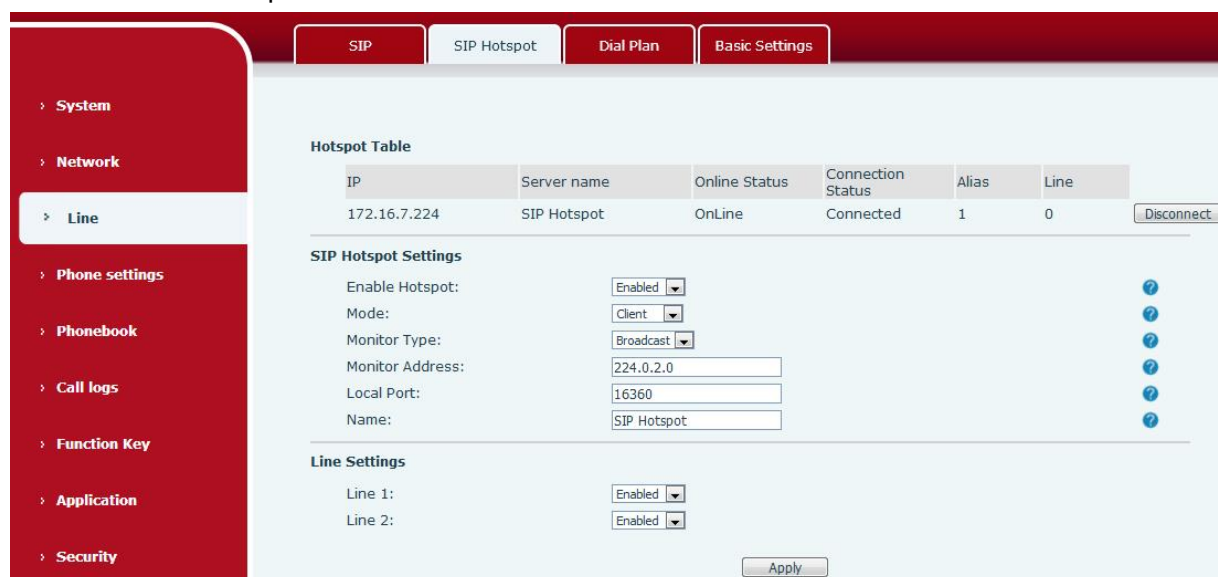 SIP SIP Hotspot Dial Plan Basic Settings
› System
› Network
› Line
› Phone settings
› Phonebook
› Call logs
› Function Key
› Application
› Security
Hotspot Table
IP Server name Online Status Connection Status Alias Line
172.16.7.224 SIP Hotspot OnLine Connected 1 0 Disconnect
SIP Hotspot Settings
Enable Hotspot: Enabled ?
Mode: Client ?
Monitor Type: Broadcast ?
Monitor Address: 224.0.2.0 ?
Local Port: 16360 ?
Name: SIP Hotspot ?
Line Settings
Line 1: Enabled
Line 2: Enabled
Apply